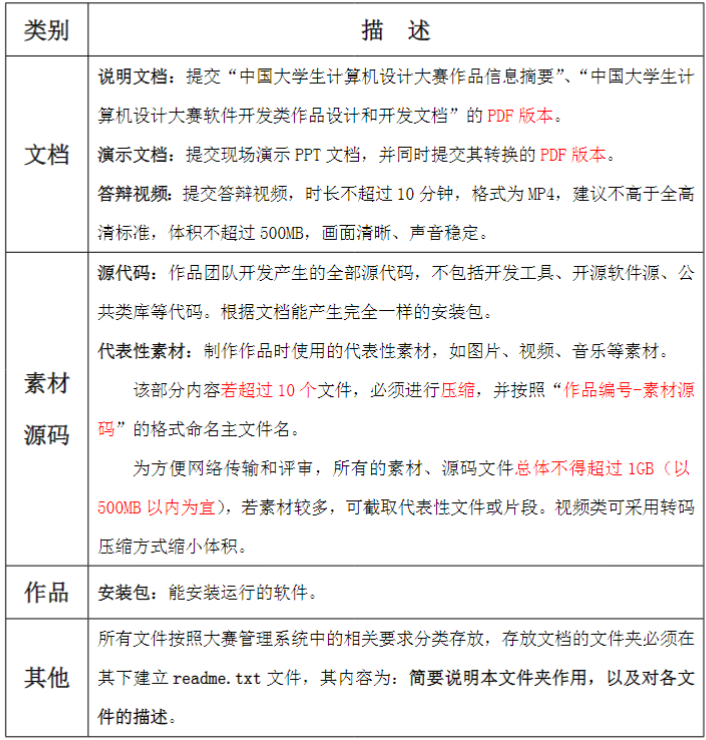 类别
描 述
文档
说明文档：提交“中国大学生计算机设计大赛作品信息摘要”、“中国大学生计
算机设计大赛软件开发类作品设计和开发文档”的 PDF 版本。
演示文档：提交现场演示 PPT 文档，并同时提交其转换的 PDF 版本。
答辩视频：提交答辩视频，时长不超过 10 分钟，格式为 MP4，建议不高于全高
清标准，体积不超过 500MB，画面清晰、声音稳定。
素材
源码
源代码：作品团队开发产生的全部源代码，不包括开发工具、开源软件源、公
共类库等代码。根据文档能产生完全一样的安装包。
代表性素材：制作作品时使用的代表性素材，如图片、视频、音乐等素材。
该部分内容若超过 10 个文件，必须进行压缩，并按照“作品编号-素材源
码”的格式命名主文件名。
为方便网络传输和评审，所有的素材、源码文件总体不得超过 1GB（以
500MB 以内为宜），若素材较多，可截取代表性文件或片段。视频类可采用转码
压缩方式缩小体积。
作品
安装包：能安装运行的软件。
其他
所有文件按照大赛管理系统中的相关要求分类存放，存放文档的文件夹必须在
其下建立 readme.txt 文件，其内容为：简要说明本文件夹作用，以及对各文
件的描述。